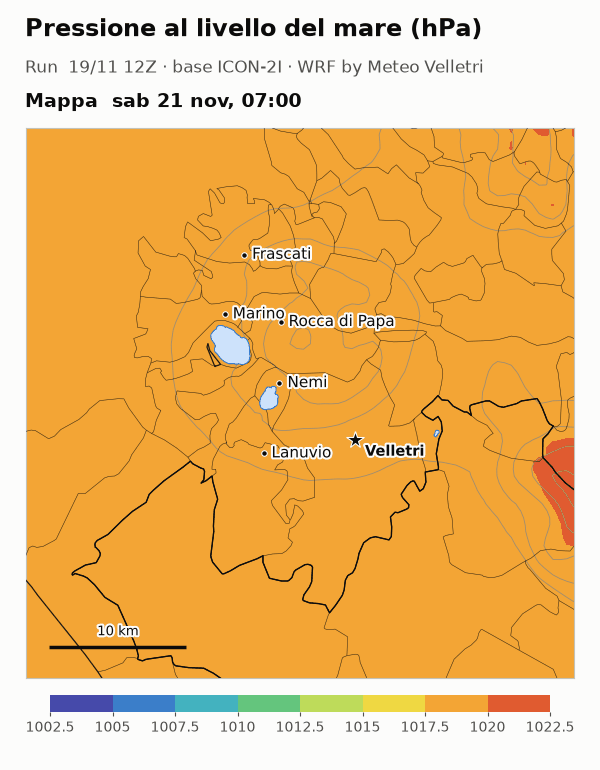 Pressione al livello del mare (hPa)
Run  19/11 12Z · base ICON-2I · WRF by Meteo Velletri
Mappa  sab 21 nov, 07:00
Frascati
Marino
Rocca di Papa
Nemi
Velletri
Lanuvio
10 km
1002.5 1005 1007.5 1010 1012.5 1015 1017.5 1020 1022.5